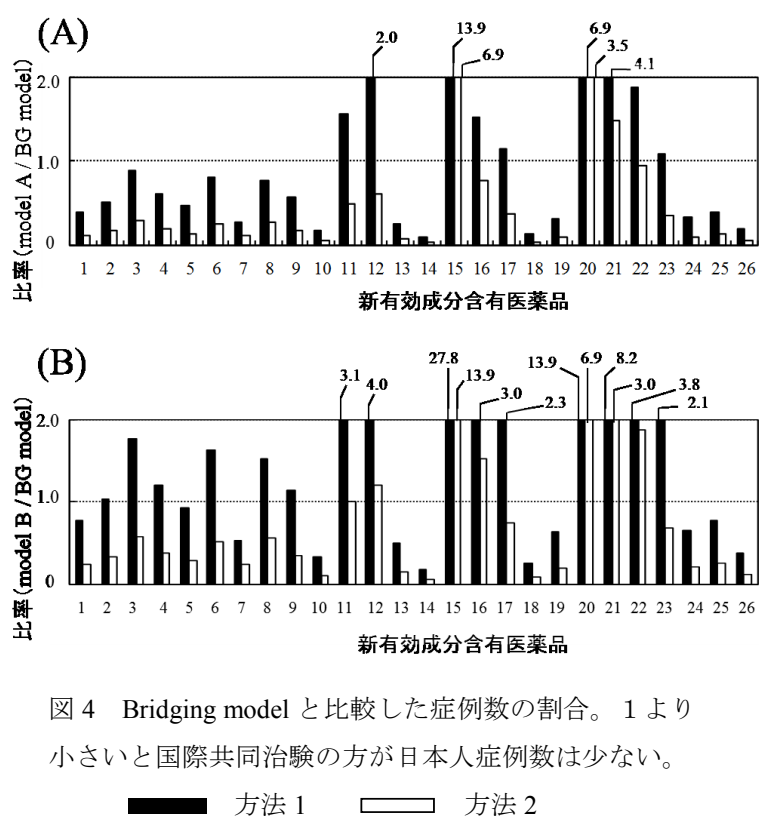 (A)
2.0
13.9
6.9
6.9
3.5
4.1
比率(model A / BG model)
2.0
1.0
0
1 2 3 4 5 6 7 8 9 10 11 12 13 14 15 16 17 18 19 20 21 22 23 24 25 26
新有効成分含有医薬品
(B)
3.1
4.0
27.8
13.9
3.0
2.3
13.9
6.9
8.2
3.0
3.8
2.1
比率(model B / BG model)
2.0
1.0
0
1 2 3 4 5 6 7 8 9 10 11 12 13 14 15 16 17 18 19 20 21 22 23 24 25 26
新有効成分含有医薬品
図 4 Bridging model と比較した症例数の割合。１より
小さいと国際共同治験の方が日本人症例数は少ない。
方法 1 方法 2